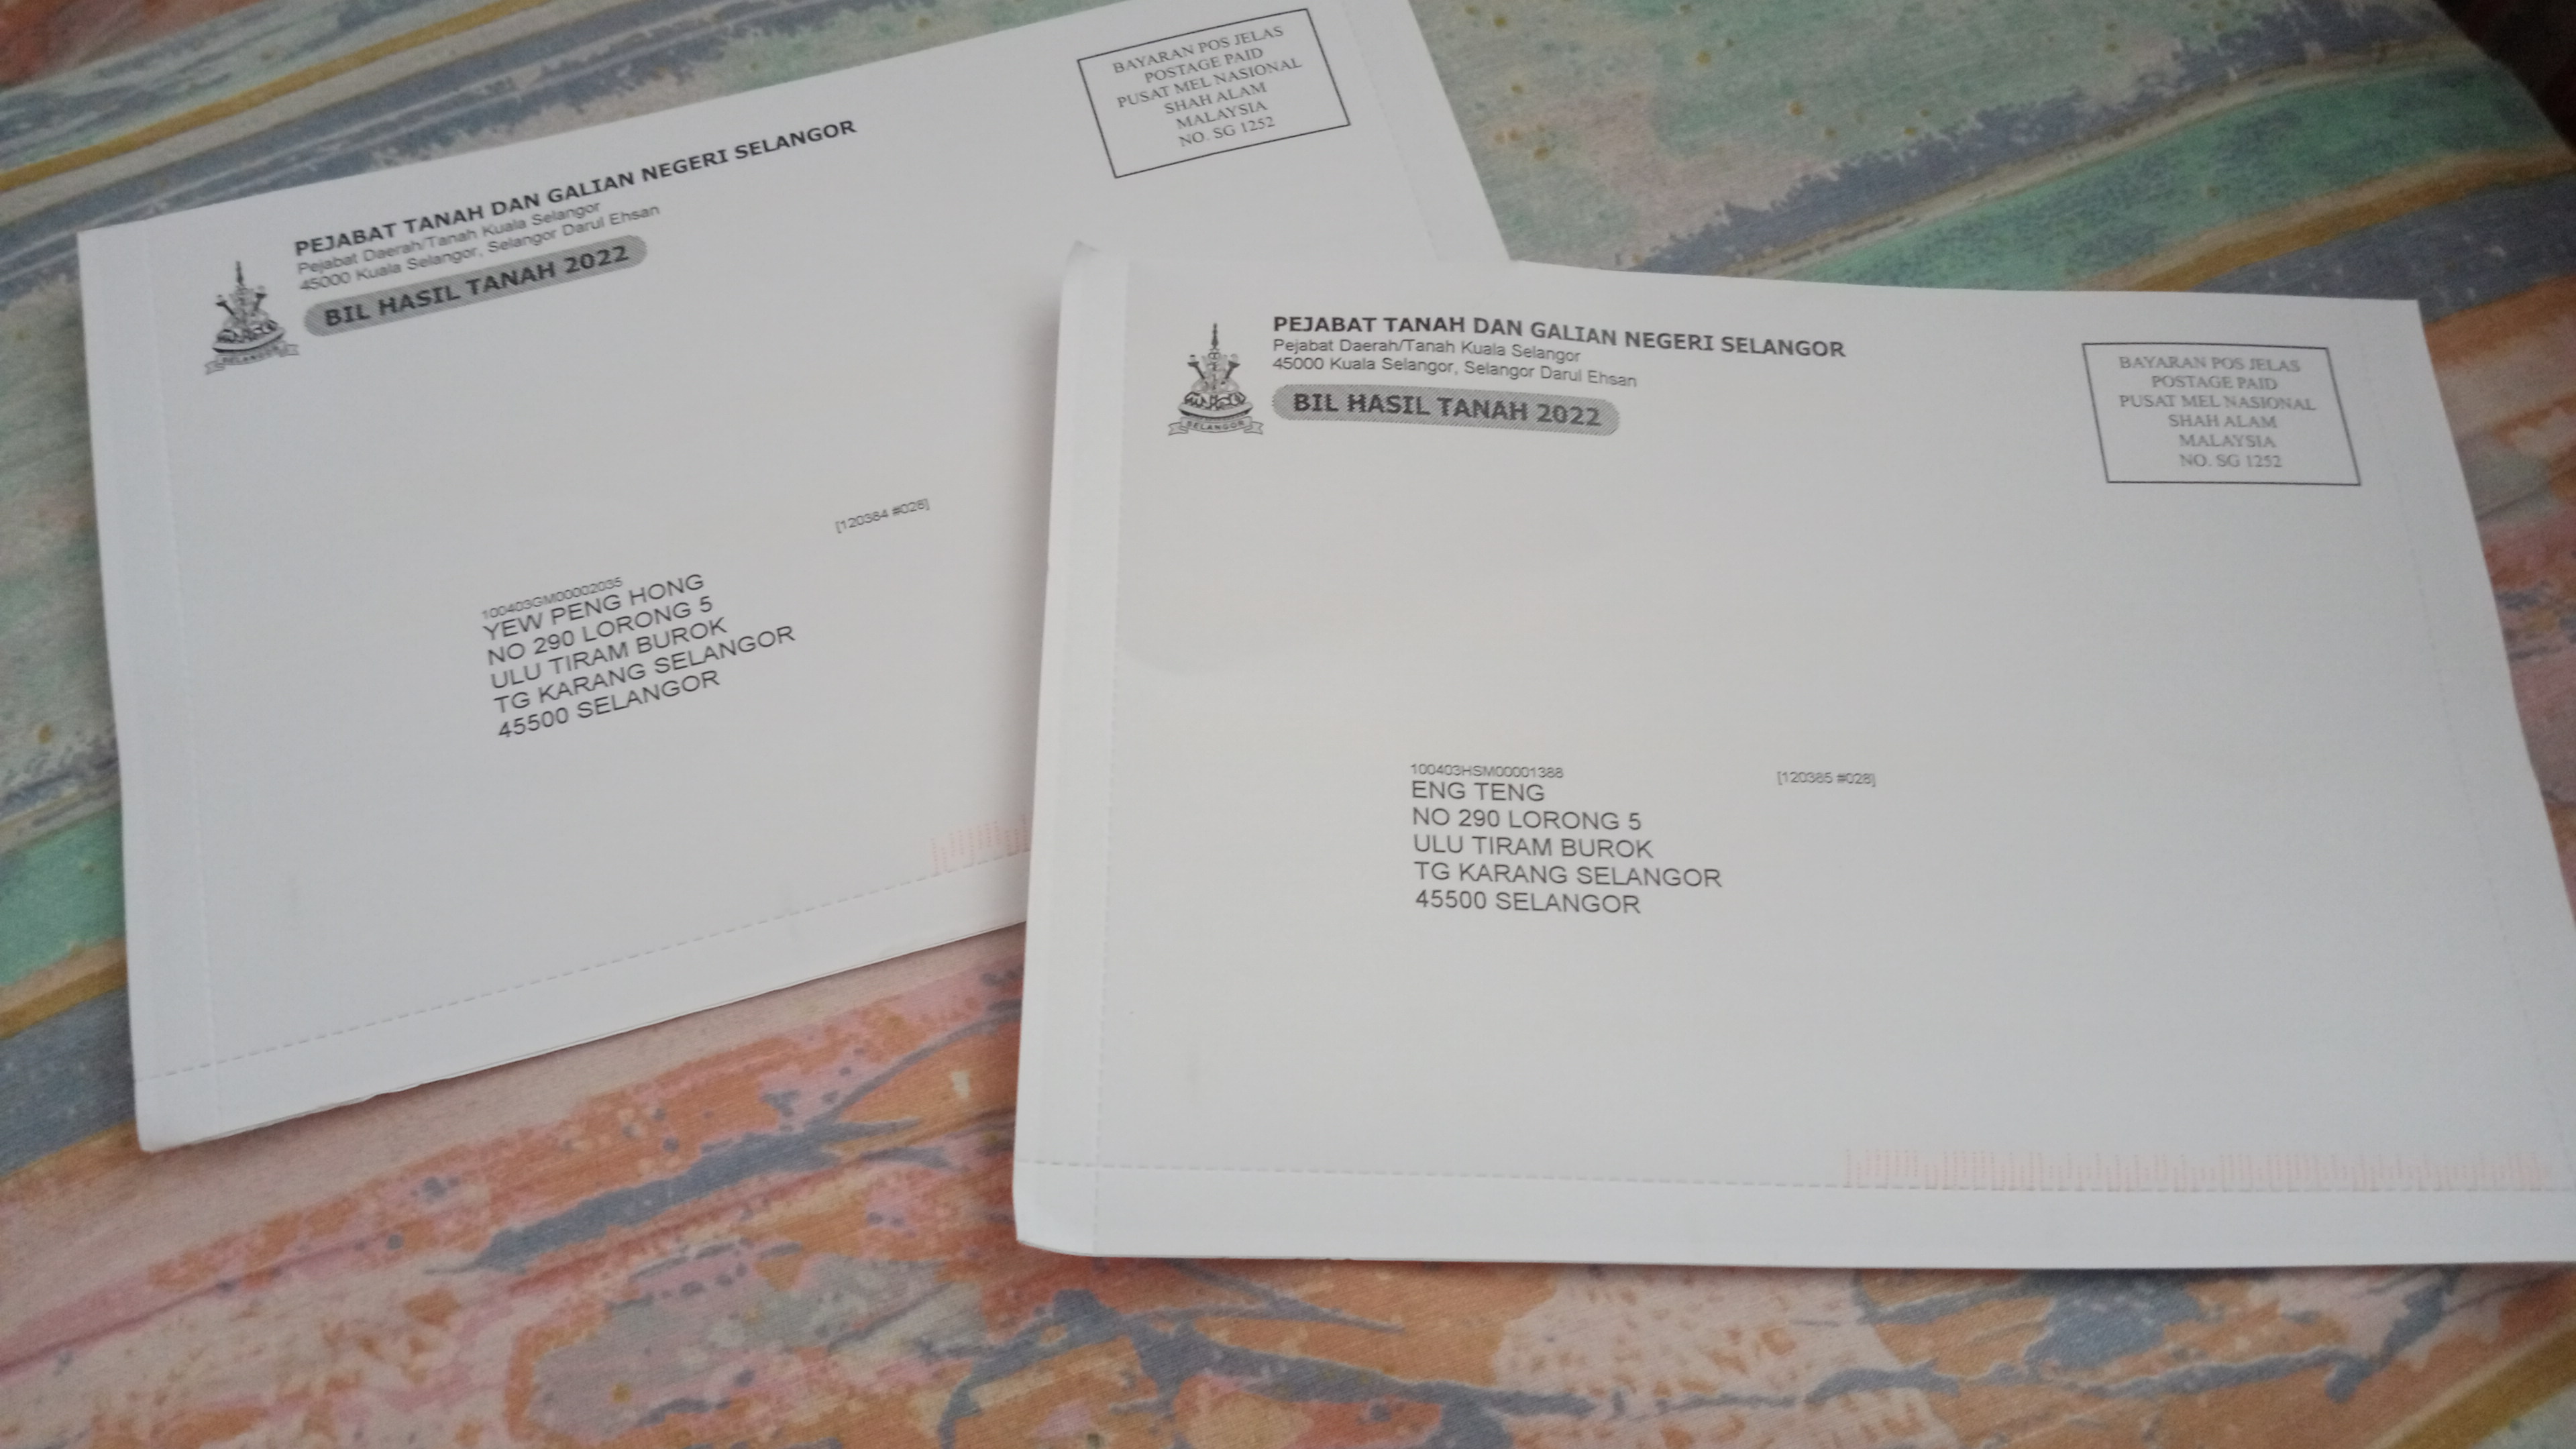 PEJABAT TANAH DAN GALIAN NEGERI SELANGOR
Pejabat Daerah/Tanah Kuala Selangor
45000 Kuala Selangor, Selangor Darul Ehsan
BIL HASIL TANAH 2022
SELANGOR
BAYARAN POS JELAS
POSTAGE PAID
PUSAT MEL NASIONAL
SHAH ALAM
MALAYSIA
NO. SG 1252
[120384 #028]
100403GM00002035
YEW PENG HONG
NO 290 LORONG 5
ULU TIRAM BUROK
TG KARANG SELANGOR
45500 SELANGOR
PEJABAT TANAH DAN GALIAN NEGERI SELANGOR
Pejabat Daerah/Tanah Kuala Selangor
45000 Kuala Selangor, Selangor Darul Ehsan
BIL HASIL TANAH 2022
SELANGOR
BAYARAN POS JELAS
POSTAGE PAID
PUSAT MEL NASIONAL
SHAH ALAM
MALAYSIA
NO. SG 1252
100403HSM00001388 [120385 #028]
ENG TENG
NO 290 LORONG 5
ULU TIRAM BUROK
TG KARANG SELANGOR
45500 SELANGOR